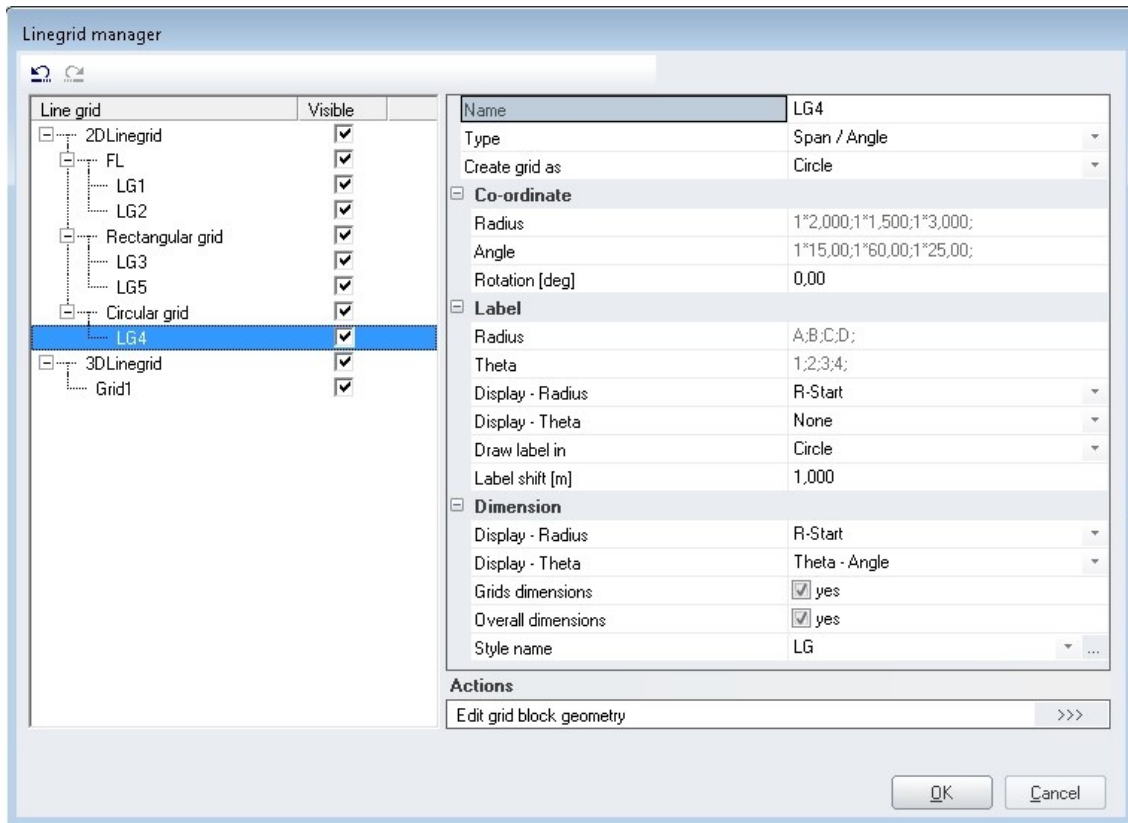 Linegrid manager
Line grid Visible
2DLinegrid
FL
LG1
LG2
Rectangular grid
LG3
LG5
Circular grid
LG4
3DLinegrid
Grid1
Name LG4
Type Span / Angle
Create grid as Circle
Co-ordinate
Radius 1*2,000;1*1,500;1*3,000;
Angle 1*15,00;1*60,00;1*25,00;
Rotation [deg] 0,00
Label
Radius A;B;C;D;
Theta 1;2;3;4;
Display - Radius R-Start
Display - Theta None
Draw label in Circle
Label shift [m] 1,000
Dimension
Display - Radius R-Start
Display - Theta Theta - Angle
Grids dimensions yes
Overall dimensions yes
Style name LG ...
Actions
Edit grid block geometry >>>
OK Cancel